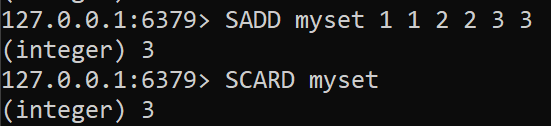 127.0.0.1:6379> SADD myset 1 1 2 2 3 3
(integer) 3
127.0.0.1:6379> SCARD myset
(integer) 3